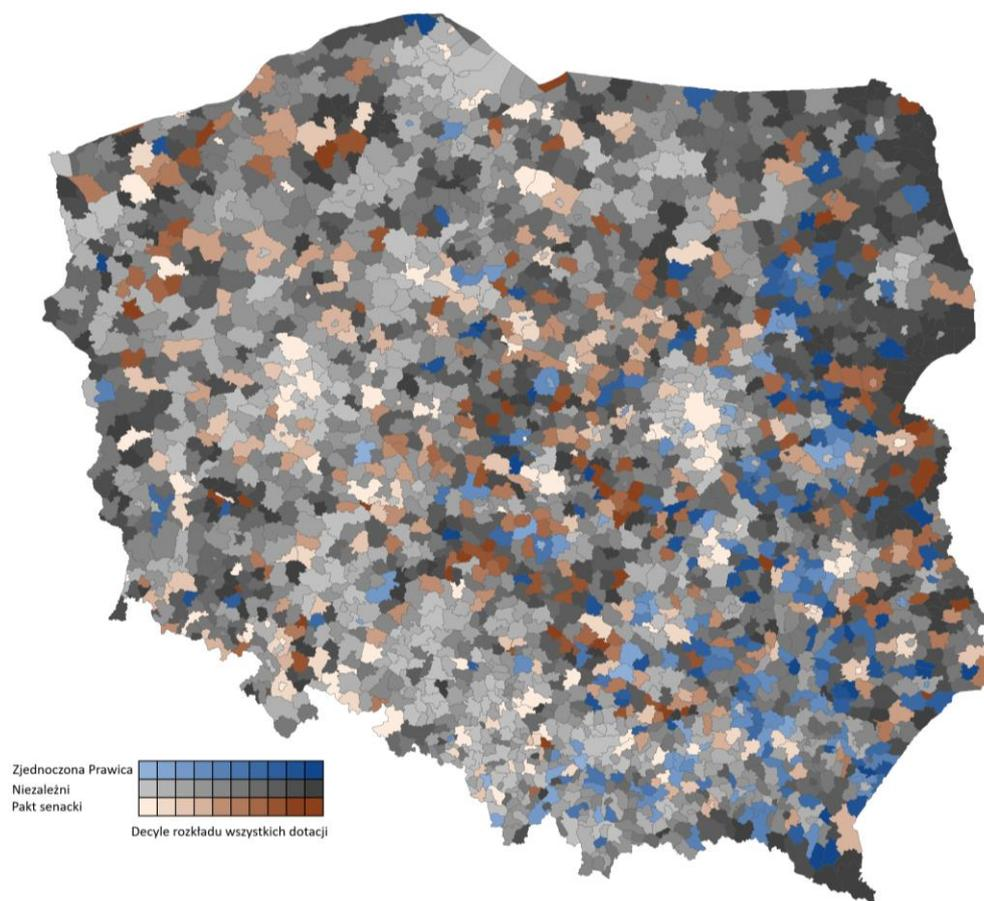 Zjednoczona Prawica
Niezależni
Pakt senacki
Decyle rozkładu wszystkich dotacji